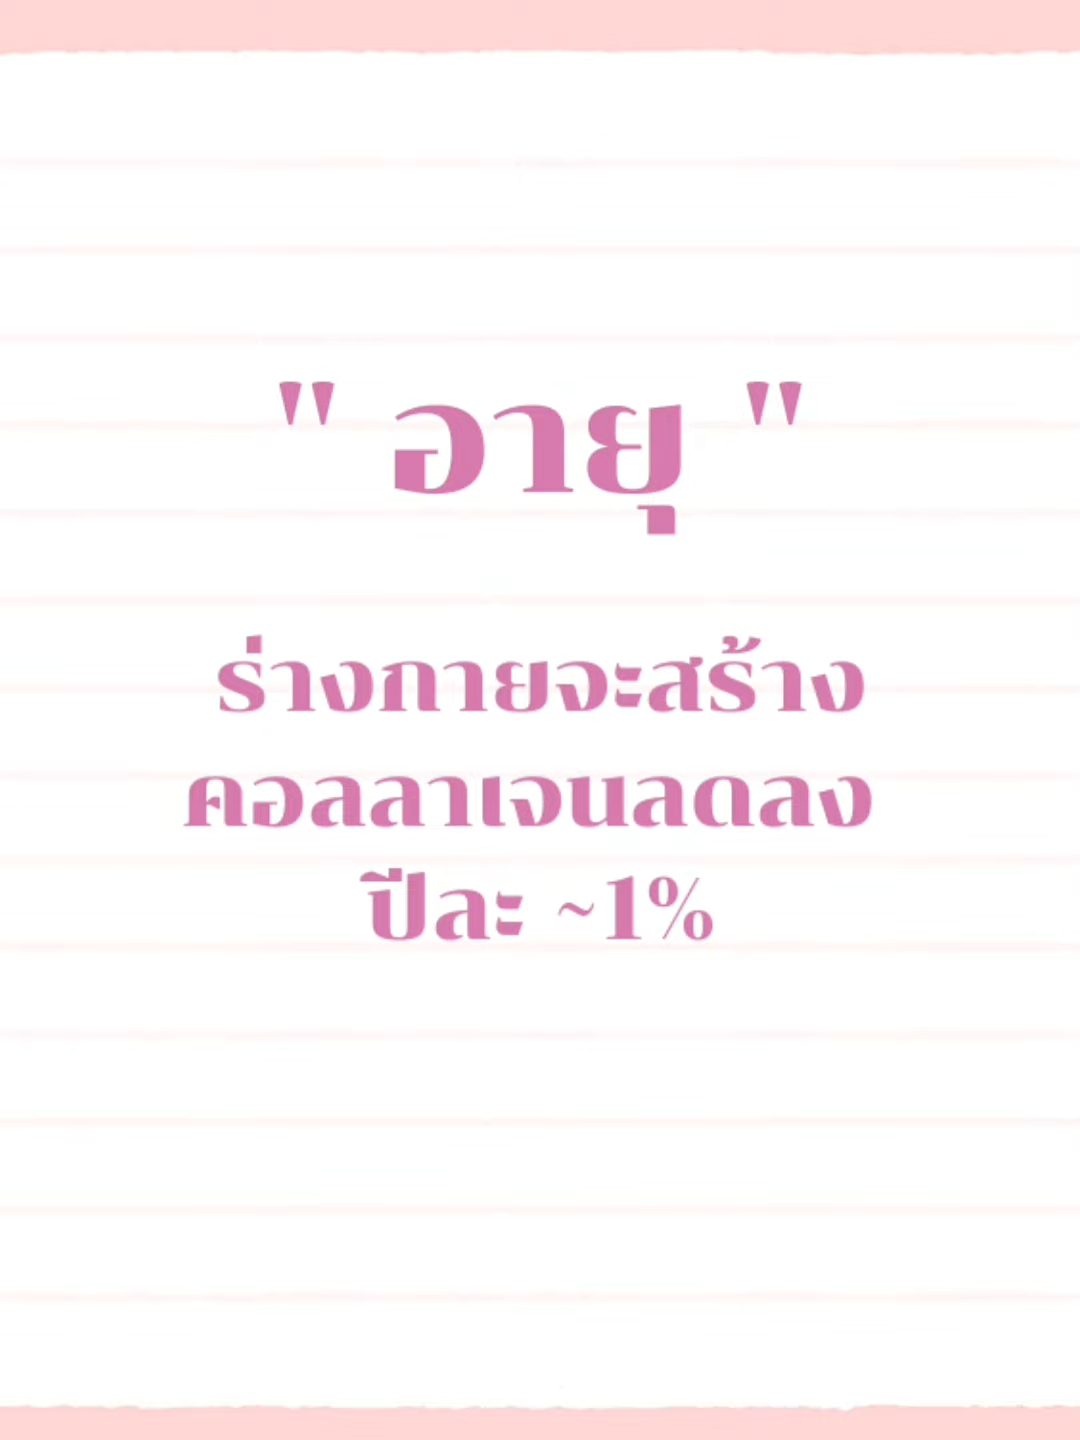 " อายุ "
ร่างกายจะสร้าง
คอลลาเจนลดลง
ปีละ ~1%